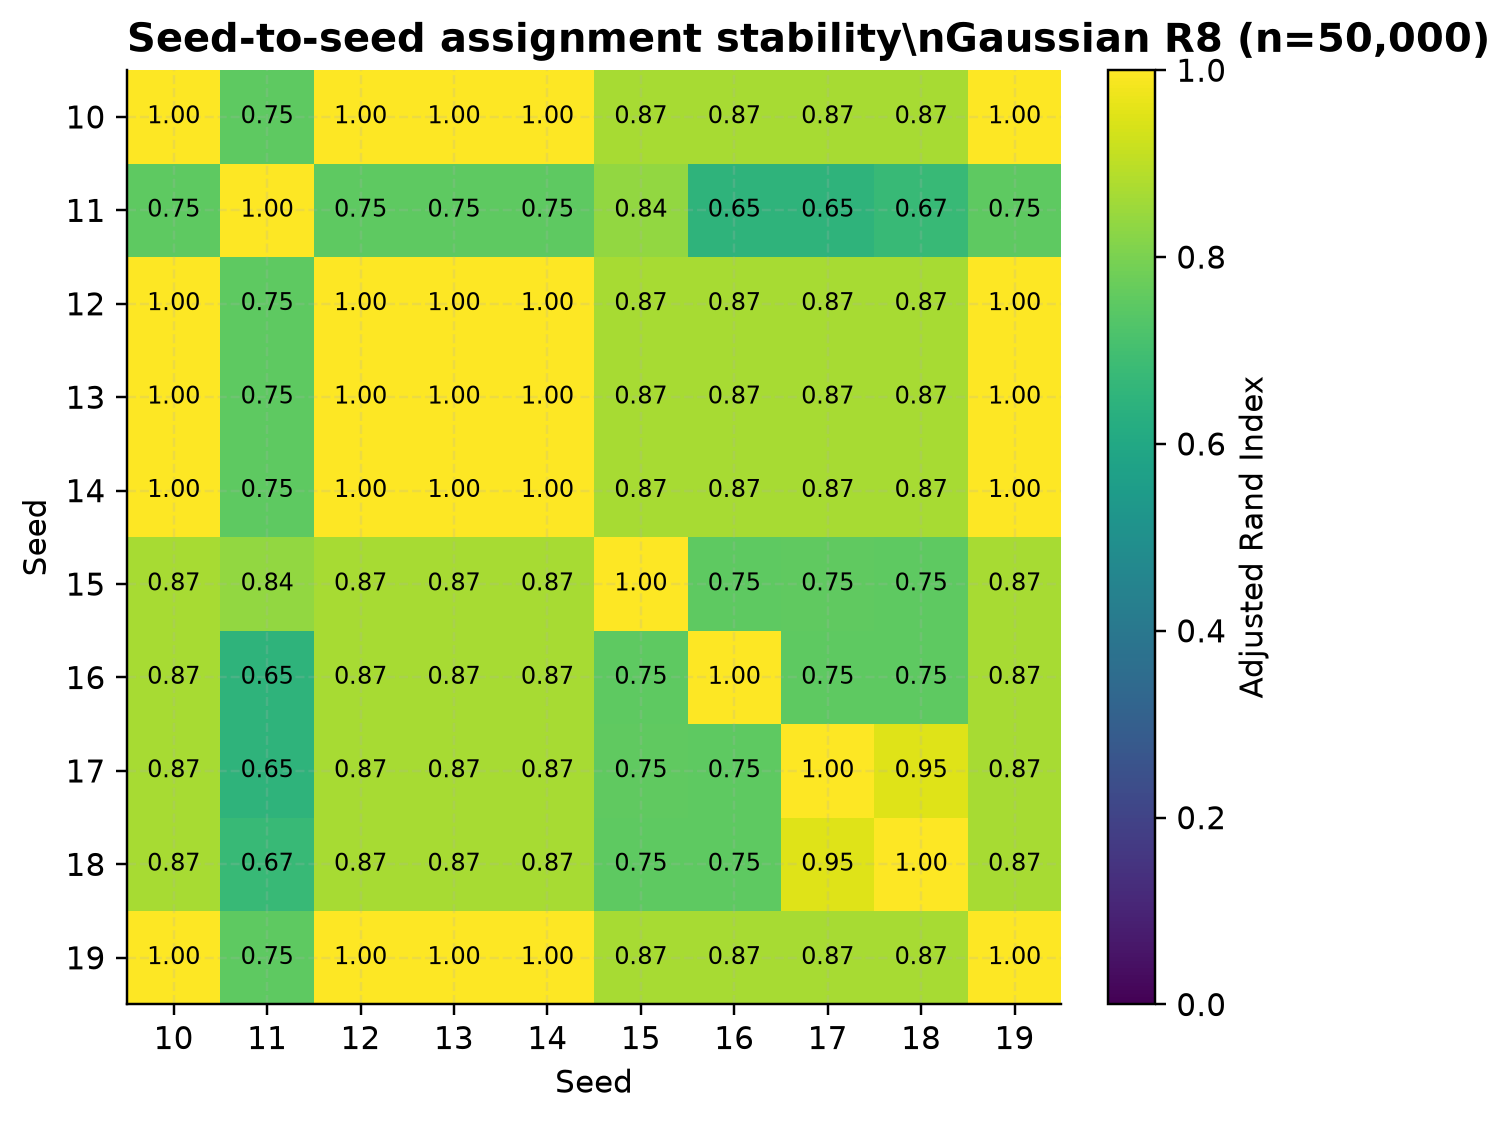 Seed-to-seed assignment stability\nGaussian R8 (n=50,000)
10 1.00 0.75 1.00 1.00 1.00 0.87 0.87 0.87 0.87 1.00
11 0.75 1.00 0.75 0.75 0.75 0.84 0.65 0.65 0.67 0.75
12 1.00 0.75 1.00 1.00 1.00 0.87 0.87 0.87 0.87 1.00
13 1.00 0.75 1.00 1.00 1.00 0.87 0.87 0.87 0.87 1.00
14 1.00 0.75 1.00 1.00 1.00 0.87 0.87 0.87 0.87 1.00
15 0.87 0.84 0.87 0.87 0.87 1.00 0.75 0.75 0.75 0.87
16 0.87 0.65 0.87 0.87 0.87 0.75 1.00 0.75 0.75 0.87
17 0.87 0.65 0.87 0.87 0.87 0.75 0.75 1.00 0.95 0.87
18 0.87 0.67 0.87 0.87 0.87 0.75 0.75 0.95 1.00 0.87
19 1.00 0.75 1.00 1.00 1.00 0.87 0.87 0.87 0.87 1.00
10 11 12 13 14 15 16 17 18 19
Seed
Seed
1.0
0.8
0.6
0.4
0.2
0.0
Adjusted Rand Index